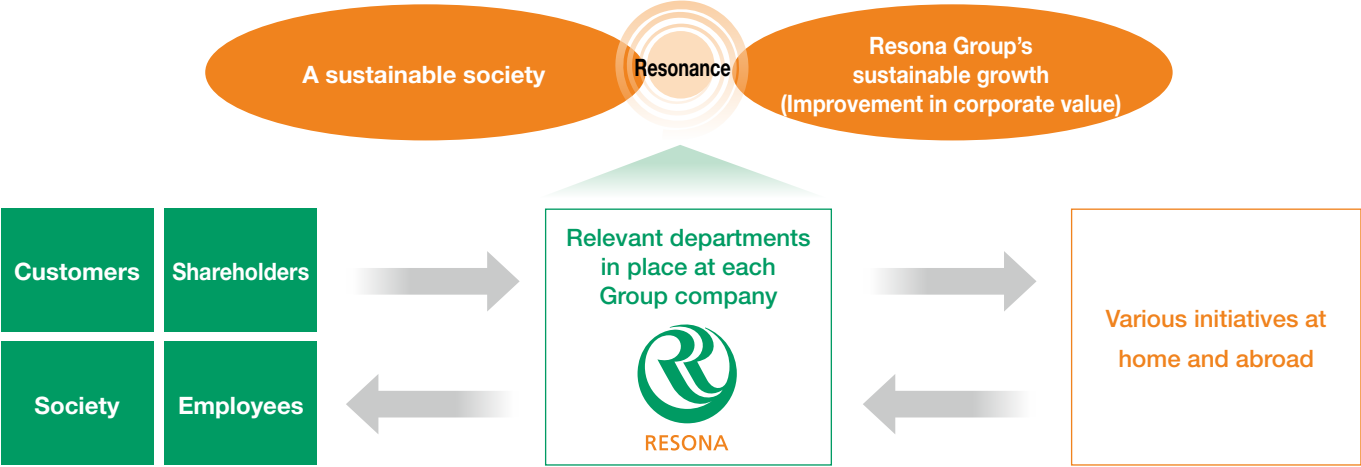 A sustainable society
Resonance
Resona Group’s
sustainable growth
(Improvement in corporate value)
Customers
Shareholders
Society
Employees
Relevant departments
in place at each
Group company
RESONA
Various initiatives at
home and abroad